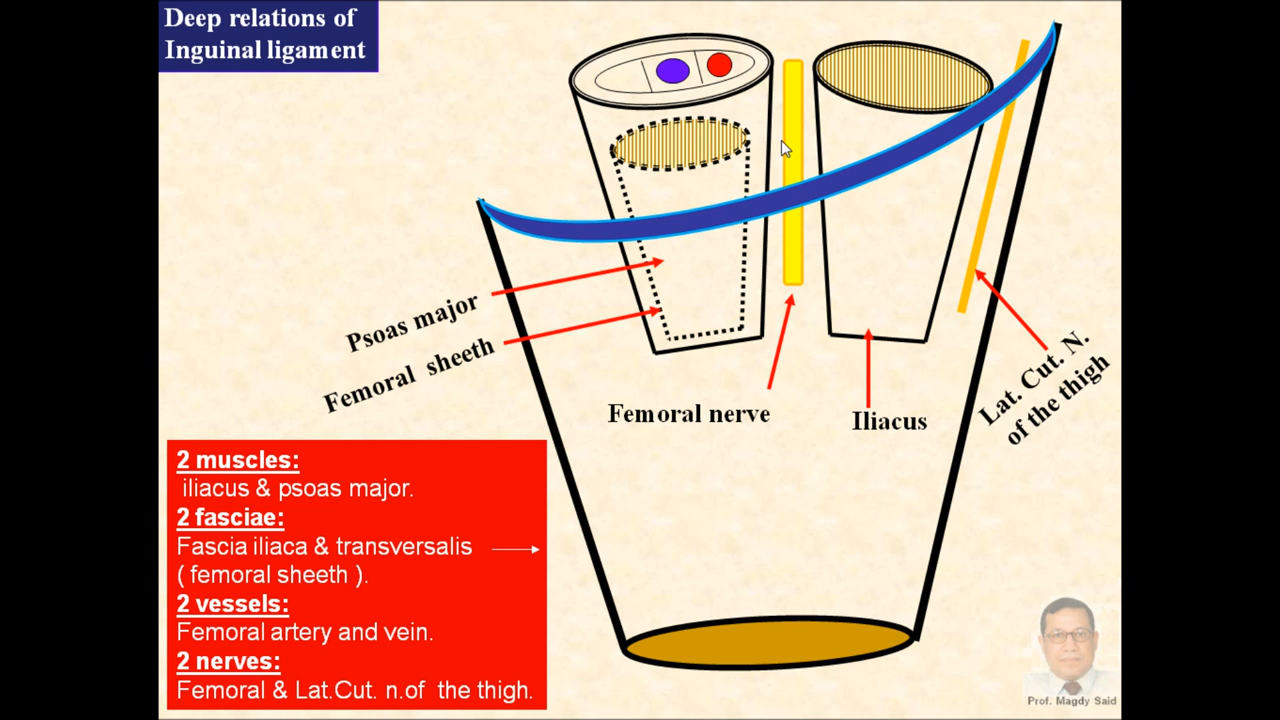 Deep relations of
Inguinal ligament
Psoas major
Femoral sheeth
Femoral nerve
Iliacus
Lat. Cut. N.
of the thigh
2 muscles:
iliacus & psoas major.
2 fasciae:
Fascia iliaca & transversalis
( femoral sheeth ).
2 vessels:
Femoral artery and vein.
2 nerves:
Femoral & Lat.Cut. n.of the thigh.
Prof. Magdy Said